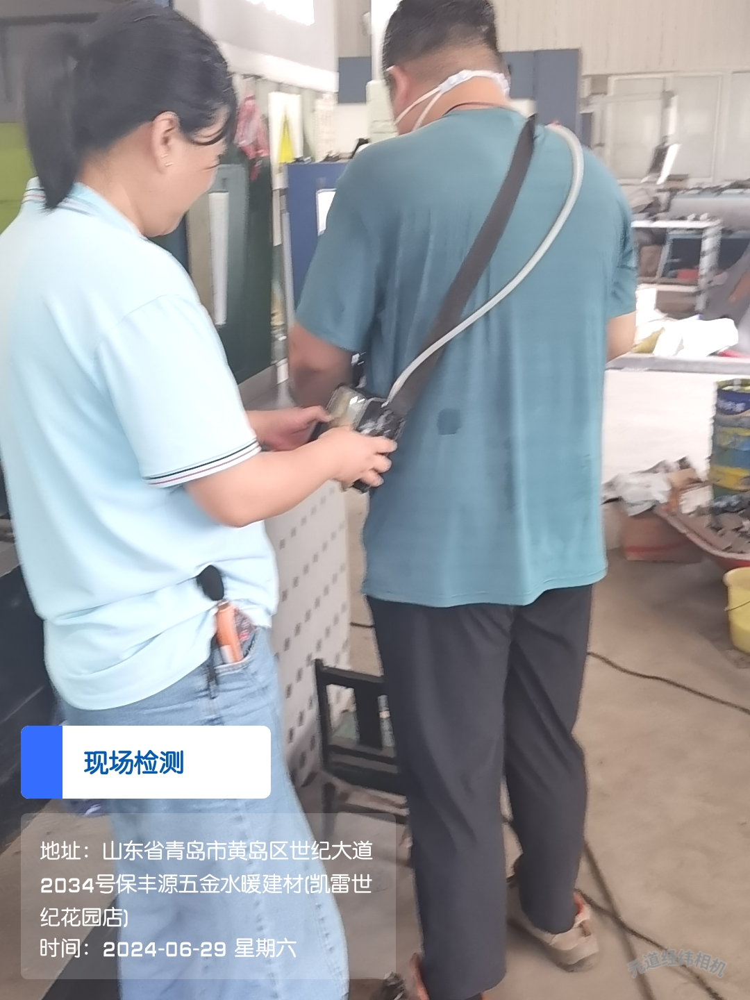 现场检测
地址：山东省青岛市黄岛区世纪大道
2034号保丰源五金水暖建材(凯雷世
纪花园店)
时间：2024-06-29 星期六
元道经纬相机